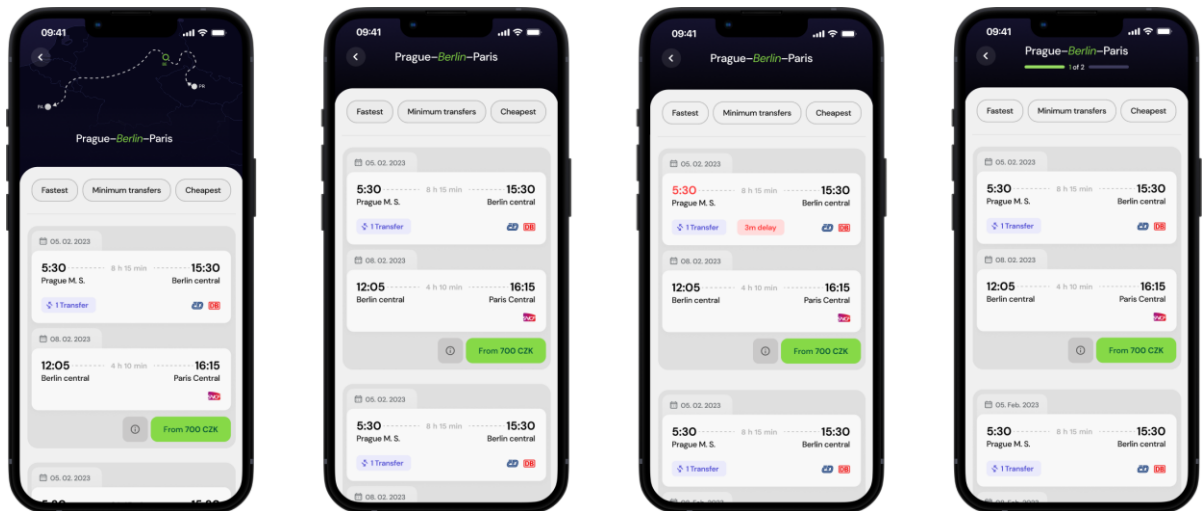 09:41
BE
PR
PA
Prague–Berlin–Paris
Fastest
Minimum transfers
Cheapest
05. 02. 2023
5:30
8 h 15 min
15:30
Prague M. S.
Berlin central
1 Transfer
DB
08. 02. 2023
12:05
4 h 10 min
16:15
Berlin central
Paris Central
SNCF
From 700 CZK
05. 02. 2023
09:41
Prague–Berlin–Paris
Fastest
Minimum transfers
Cheapest
05. 02. 2023
5:30
8 h 15 min
15:30
Prague M. S.
Berlin central
1 Transfer
DB
08. 02. 2023
12:05
4 h 10 min
16:15
Berlin central
Paris Central
SNCF
From 700 CZK
05. 02. 2023
5:30
8 h 15 min
15:30
Prague M. S.
Berlin central
1 Transfer
DB
08. 02. 2023
09:41
Prague–Berlin–Paris
Fastest
Minimum transfers
Cheapest
05. 02. 2023
5:30
8 h 15 min
15:30
Prague M. S.
Berlin central
1 Transfer
3m delay
DB
08. 02. 2023
12:05
4 h 10 min
16:15
Berlin central
Paris Central
SNCF
From 700 CZK
05. 02. 2023
5:30
8 h 15 min
15:30
Prague M. S.
Berlin central
1 Transfer
DB
09:41
Prague–Berlin–Paris
1 of 2
Fastest
Minimum transfers
Cheapest
05. 02. 2023
5:30
8 h 15 min
15:30
Prague M. S.
Berlin central
1 Transfer
DB
08. 02. 2023
12:05
4 h 10 min
16:15
Berlin central
Paris Central
SNCF
From 700 CZK
05. Feb. 2023
5:30
8 h 15 min
15:30
Prague M. S.
Berlin central
1 Transfer
DB